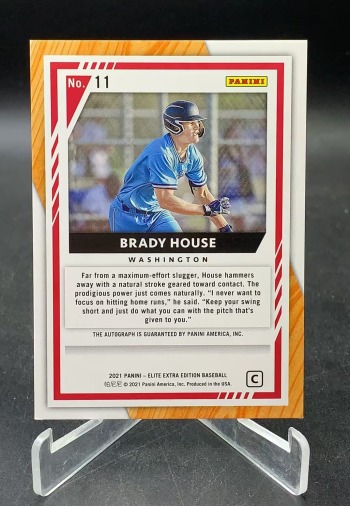 No. 11
PANINI
BRADY HOUSE
WASHINGTON
Far from a maximum-effort slugger, House hammers
away with a natural stroke geared toward contact. The
prodigious power just comes naturally. "I never want to
focus on hitting home runs," he said. "Keep your swing
short and just do what you can with the pitch that's
given to you."
THE AUTOGRAPH IS GUARANTEED BY PANINI AMERICA, INC.
2021 PANINI – ELITE EXTRA EDITION BASEBALL
帕尼尼 © 2021 Panini America, Inc. Produced in the USA.
C